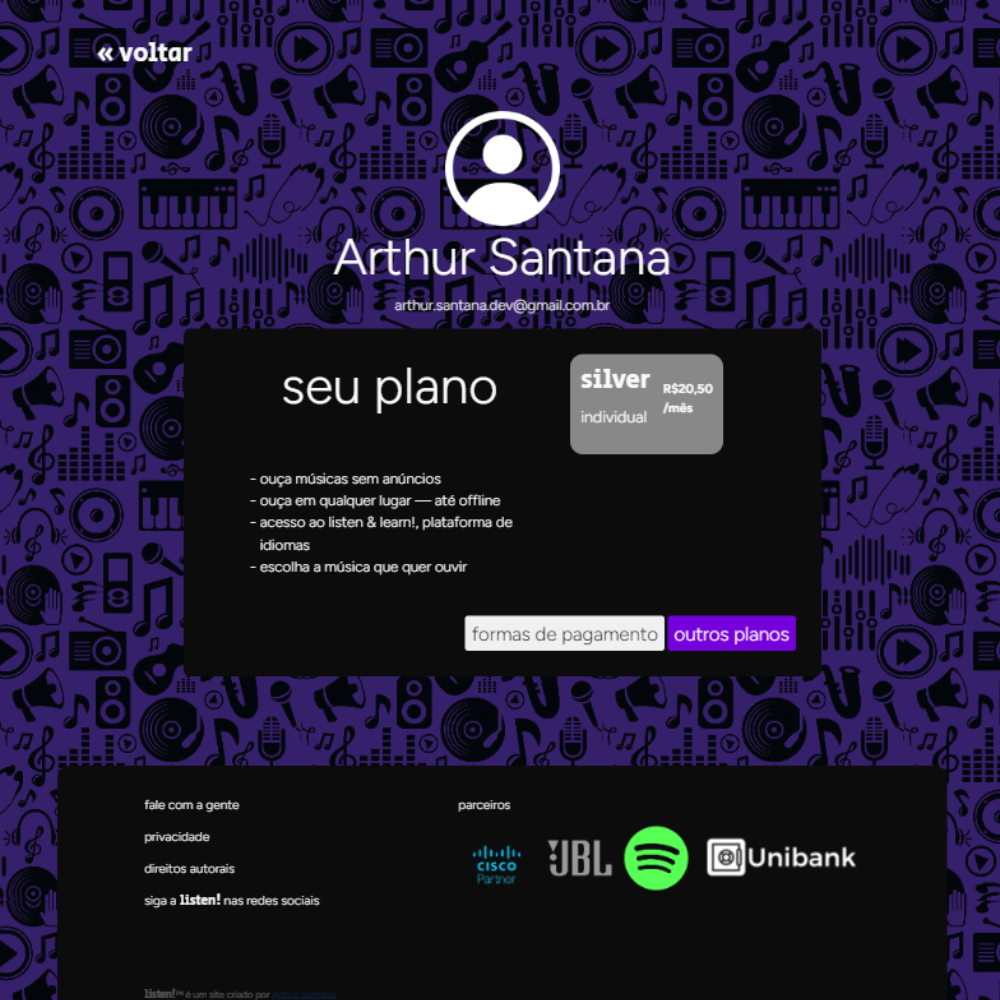 « voltar
Arthur Santana
arthur.santana.dev@gmail.com.br
seu plano
silver
individual
R$20,50
/mês
- ouça músicas sem anúncios
- ouça em qualquer lugar — até offline
- acesso ao listen & learn!, plataforma de
idiomas
- escolha a música que quer ouvir
formas de pagamento
outros planos
fale com a gente
privacidade
direitos autorais
siga a listen! nas redes sociais
parceiros
CISCO
Partner
JBL
Unibank
listen!™ é um site criado por Arthur Santana